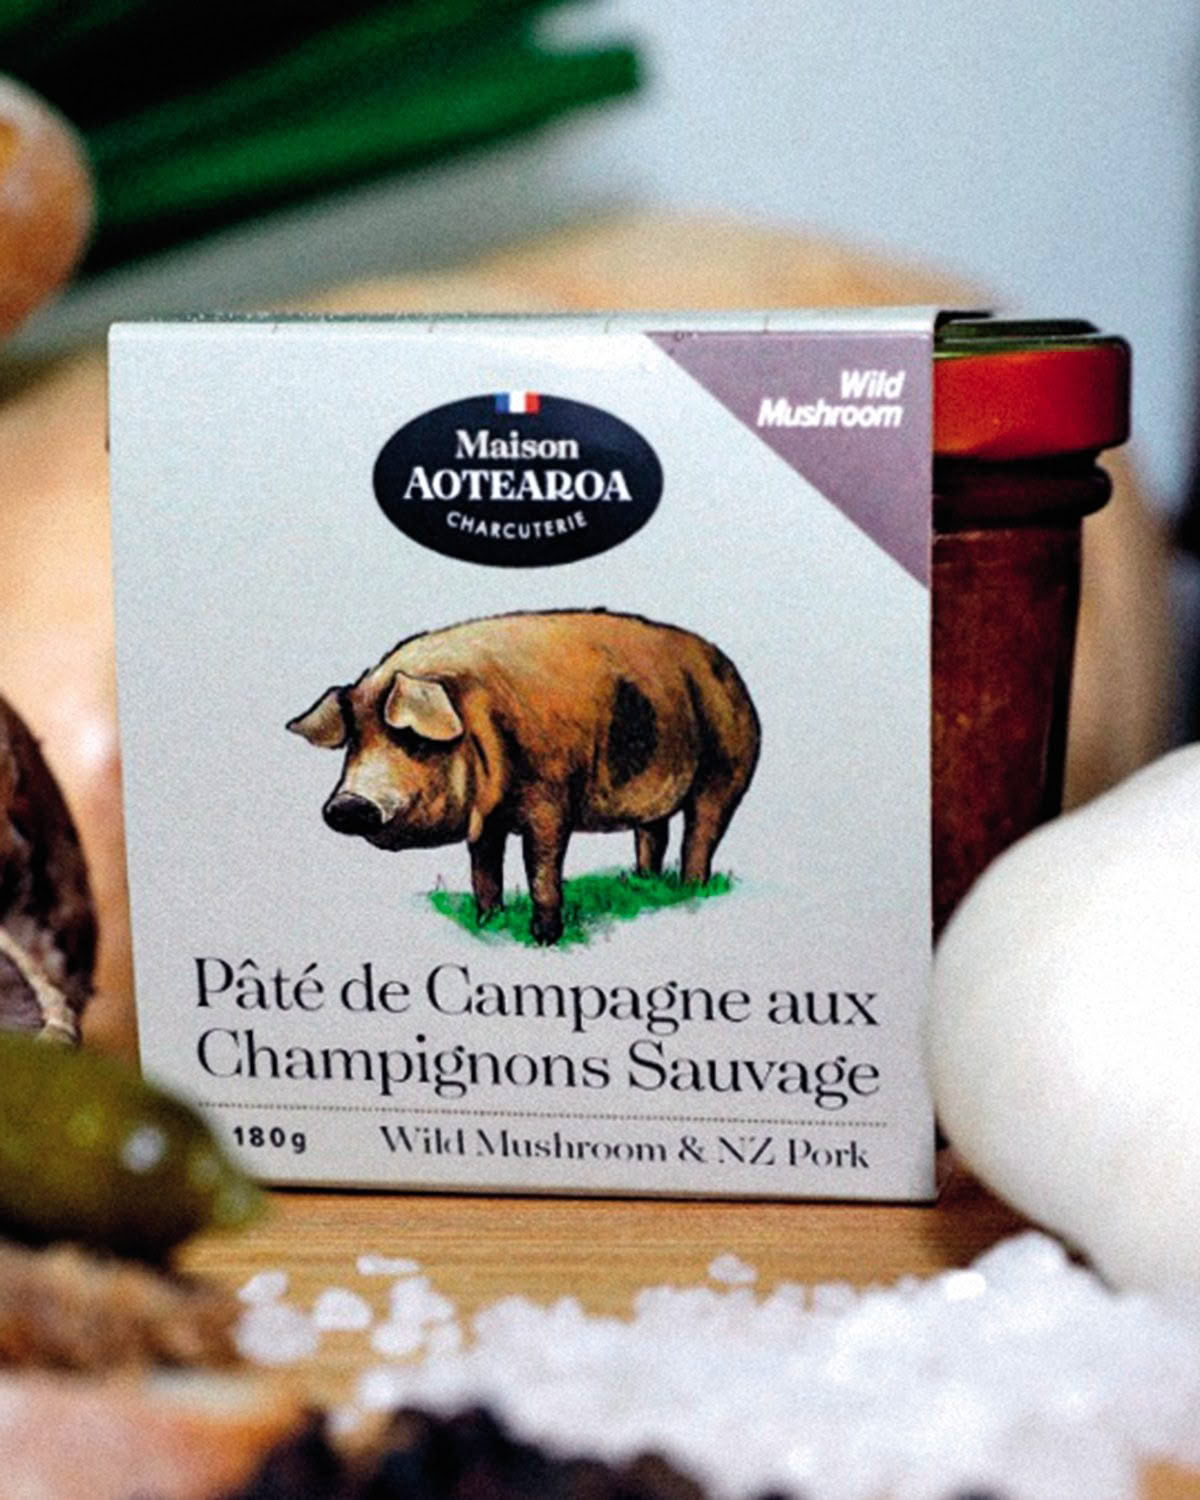 Maison
AOTEAROA
CHARCUTERIE
Wild
Mushroom
Pâté de Campagne aux
Champignons Sauvage
180g Wild Mushroom & NZ Pork